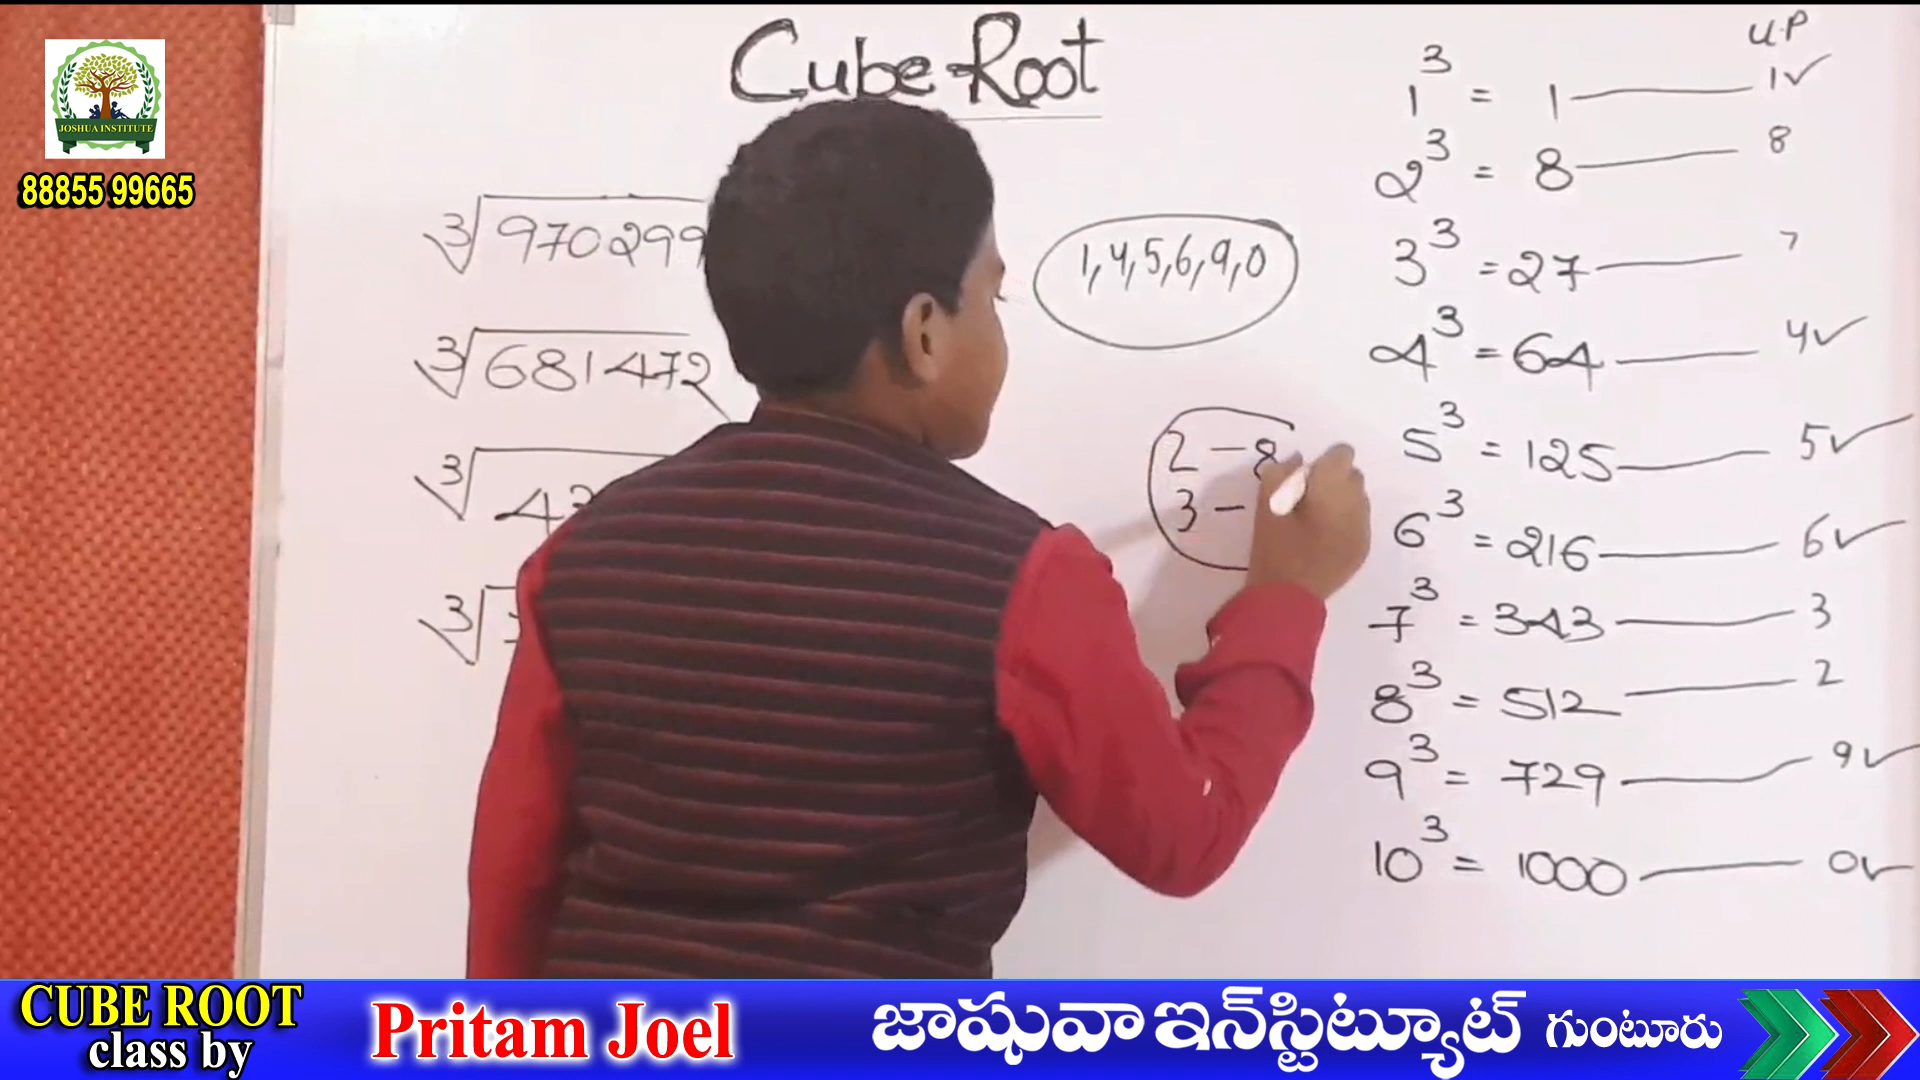 JOSHUA INSTITUTE
88855 99665
Cube Root
∛970299
∛681472
∛4
∛
1,4,5,6,9,0
2 – 8
3 –
U.P
1³ = 1 — 1✓
2³ = 8 — 8
3³ = 27 — 7
4³ = 64 — 4✓
5³ = 125 — 5✓
6³ = 216 — 6✓
7³ = 343 — 3
8³ = 512 — 2
9³ = 729 — 9✓
10³ = 1000 — 0✓
CUBE ROOT
class by
Pritam Joel
జాషువా ఇన్‌స్టిట్యూట్ గుంటూరు